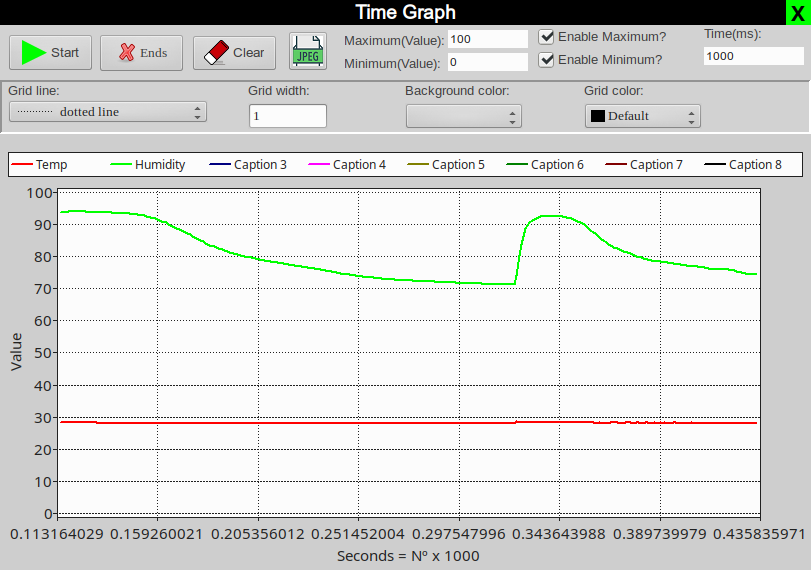 Time Graph
X
Start
Ends
Clear
JPEG
Maximum(Value): 100
Minimum(Value): 0
Enable Maximum?
Enable Minimum?
Time(ms):
1000
Grid line:
dotted line
Grid width:
1
Background color:
Grid color:
Default
Temp Humidity Caption 3 Caption 4 Caption 5 Caption 6 Caption 7 Caption 8
100
90
80
70
60
50
40
30
20
10
0
Value
0.113164029 0.159260021 0.205356012 0.251452004 0.297547996 0.343643988 0.389739979 0.435835971
Seconds = Nº x 1000